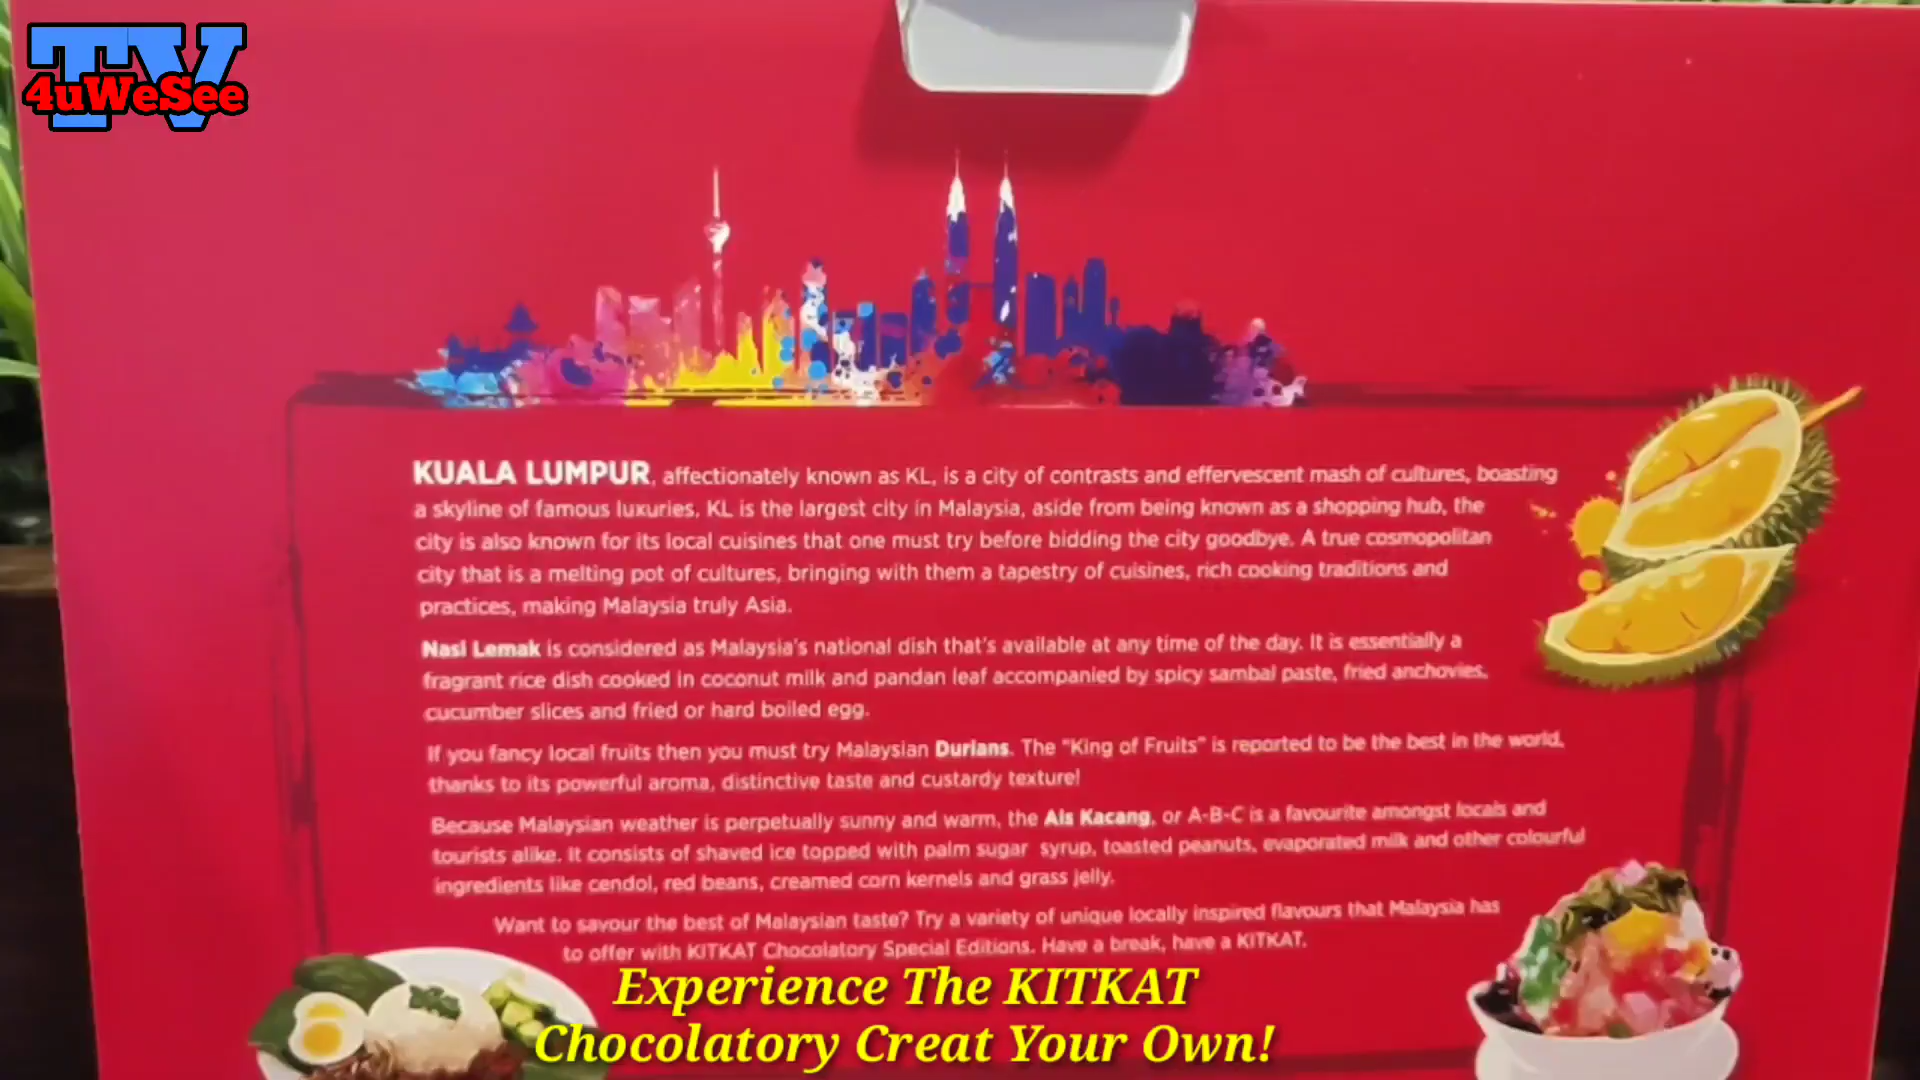 TV
4uWeSee
KUALA LUMPUR, affectionately known as KL, is a city of contrasts and effervescent mash of cultures, boasting
a skyline of famous luxuries. KL is the largest city in Malaysia, aside from being known as a shopping hub, the
city is also known for its local cuisines that one must try before bidding the city goodbye. A true cosmopolitan
city that is a melting pot of cultures, bringing with them a tapestry of cuisines, rich cooking traditions and
practices, making Malaysia truly Asia.
Nasi Lemak is considered as Malaysia's national dish that's available at any time of the day. It is essentially a
fragrant rice dish cooked in coconut milk and pandan leaf accompanied by spicy sambal paste, fried anchovies,
cucumber slices and fried or hard boiled egg.
If you fancy local fruits then you must try Malaysian Durians. The "King of Fruits" is reported to be the best in the world,
thanks to its powerful aroma, distinctive taste and custardy texture!
Because Malaysian weather is perpetually sunny and warm, the Ais Kacang, or A-B-C is a favourite amongst locals and
tourists alike. It consists of shaved ice topped with palm sugar syrup, toasted peanuts, evaporated milk and other colourful
ingredients like cendol, red beans, creamed corn kernels and grass jelly.
Want to savour the best of Malaysian taste? Try a variety of unique locally inspired flavours that Malaysia has
to offer with KITKAT Chocolatory Special Editions. Have a break, have a KITKAT.
Experience The KITKAT
Chocolatory Creat Your Own!